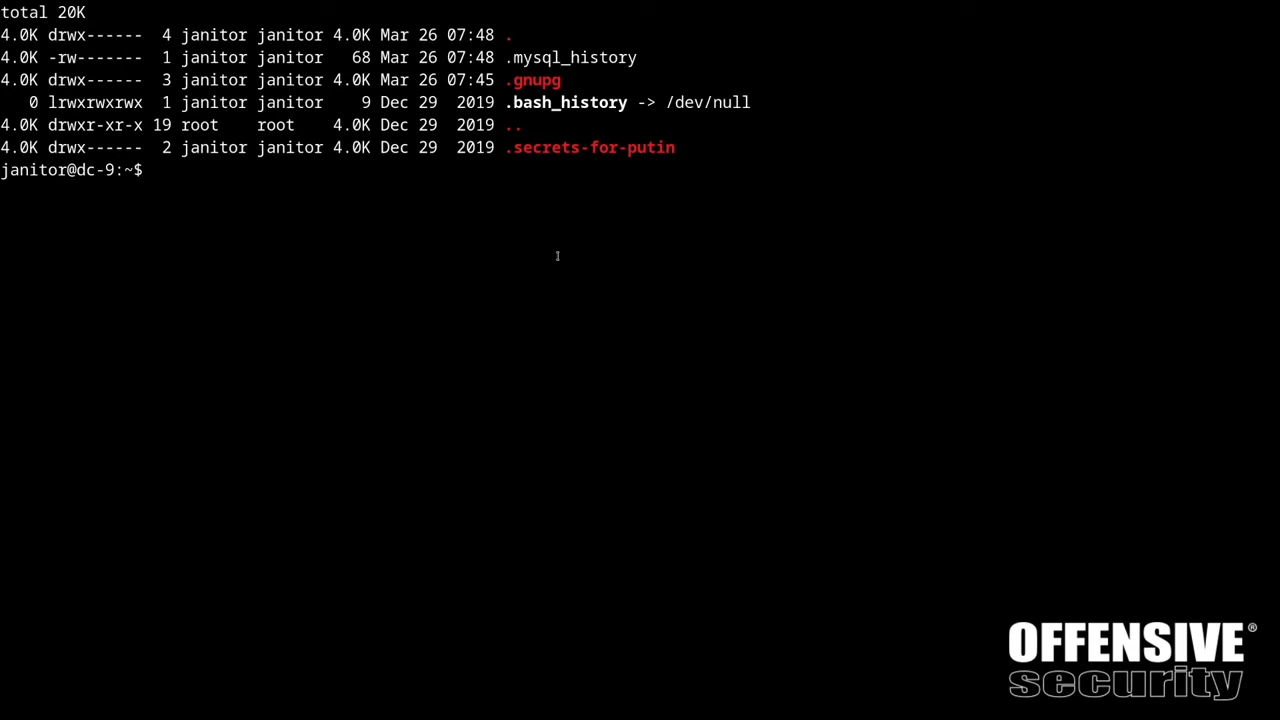 total 20K
4.0K drwx------  4 janitor janitor 4.0K Mar 26 07:48 .
4.0K -rw-------  1 janitor janitor   68 Mar 26 07:48 .mysql_history
4.0K drwx------  3 janitor janitor 4.0K Mar 26 07:45 .gnupg
   0 lrwxrwxrwx  1 janitor janitor    9 Dec 29  2019 .bash_history -> /dev/null
4.0K drwxr-xr-x 19 root    root    4.0K Dec 29  2019 ..
4.0K drwx------  2 janitor janitor 4.0K Dec 29  2019 .secrets-for-putin
janitor@dc-9:~$
OFFENSIVE®
security